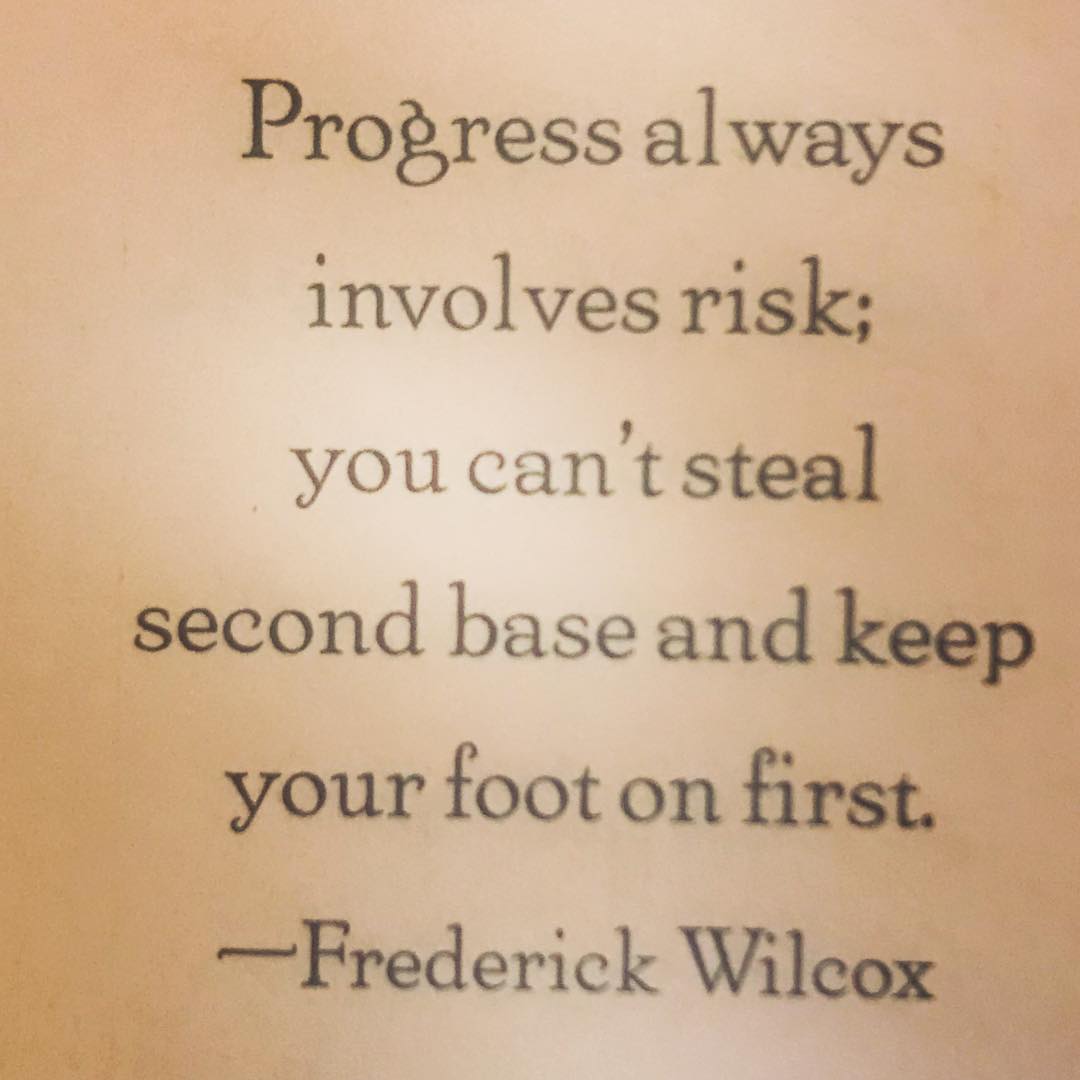 Progress always
involves risk;
you can't steal
second base and keep
your foot on first.
—Frederick Wilcox